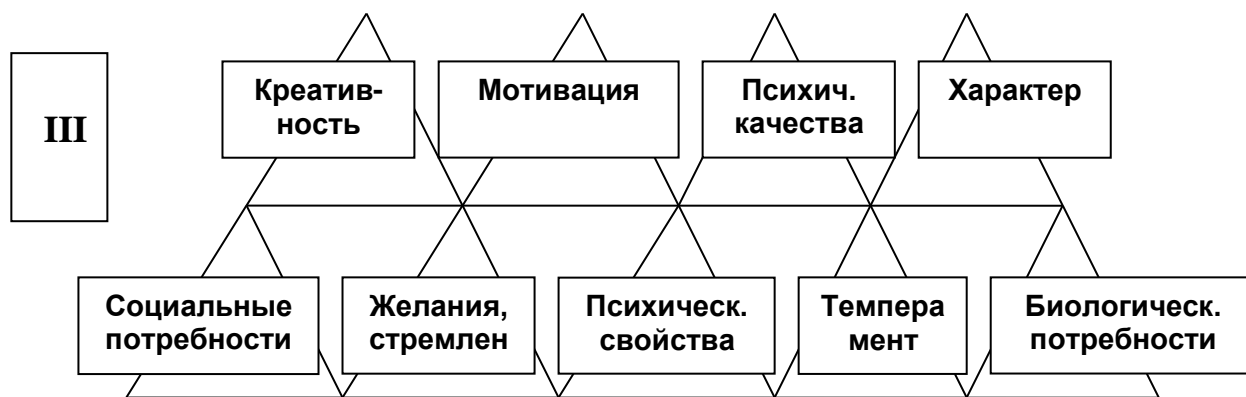 III
Креатив-
ность
Мотивация
Психич.
качества
Характер
Социальные
потребности
Желания,
стремлен
Психическ.
свойства
Темпера
мент
Биологическ.
потребности